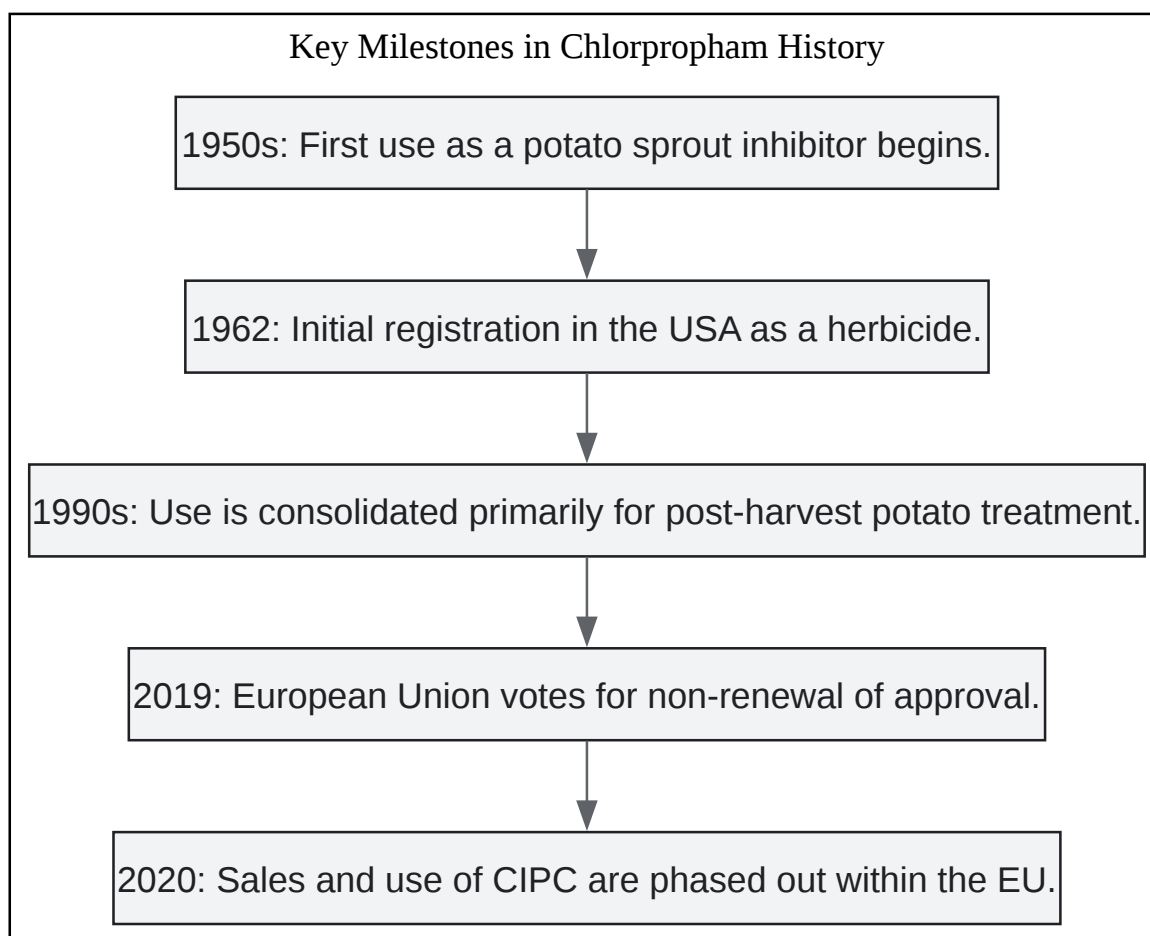 Key Milestones in Chlorpropham History
1950s: First use as a potato sprout inhibitor begins.
1962: Initial registration in the USA as a herbicide.
1990s: Use is consolidated primarily for post-harvest potato treatment.
2019: European Union votes for non-renewal of approval.
2020: Sales and use of CIPC are phased out within the EU.